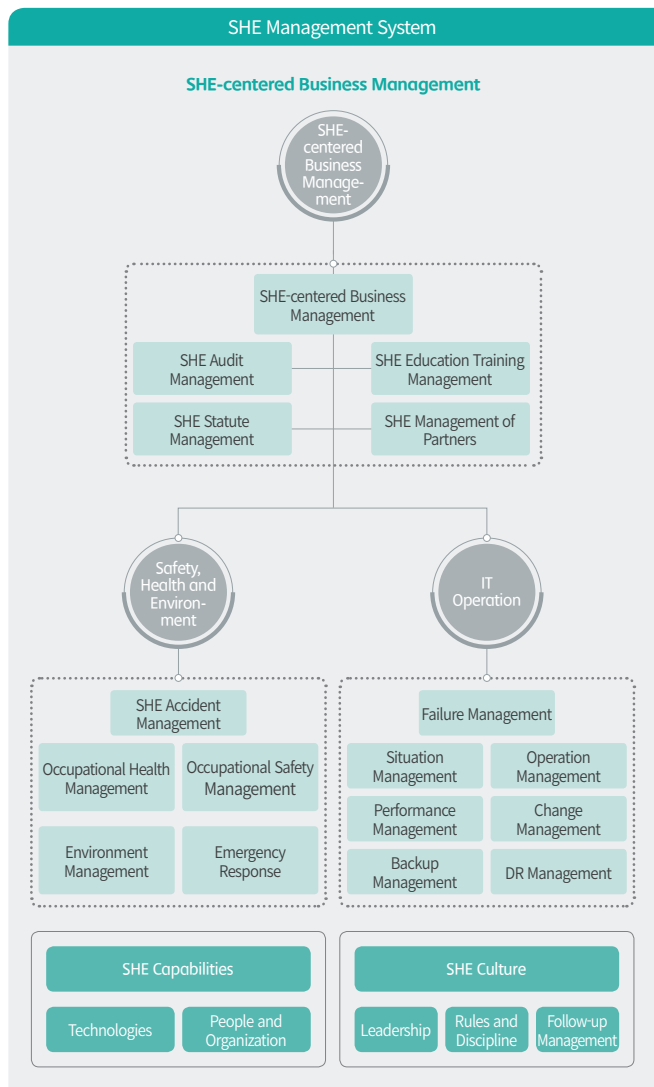 SHE Management System
SHE-centered Business Management
SHE-
centered
Business
Manage-
ment
SHE-centered Business
Management
SHE Audit
Management
SHE Education Training
Management
SHE Statute
Management
SHE Management of
Partners
Safety,
Health and
Environ-
ment
IT
Operation
SHE Accident
Management
Occupational Health
Management
Occupational Safety
Management
Environment
Management
Emergency
Response
Failure Management
Situation
Management
Operation
Management
Performance
Management
Change
Management
Backup
Management
DR Management
SHE Capabilities
Technologies
People and
Organization
SHE Culture
Leadership
Rules and
Discipline
Follow-up
Management